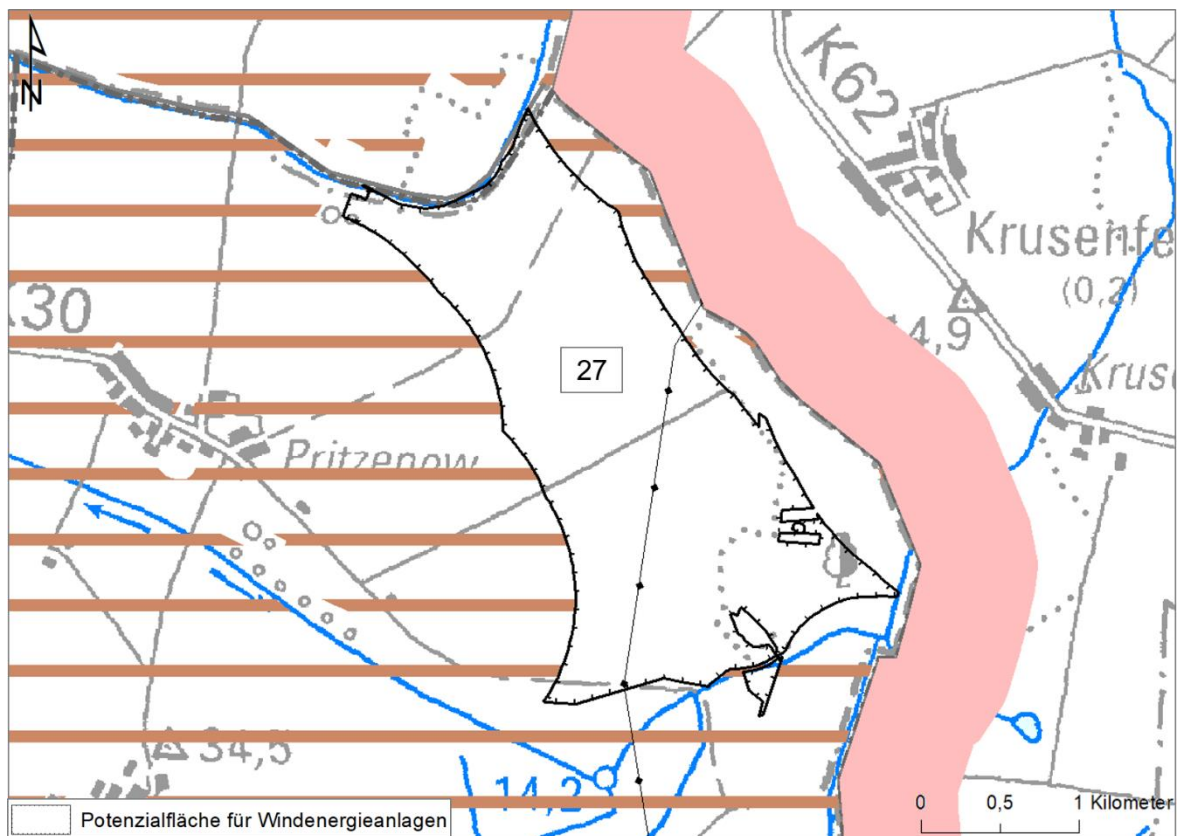 N
K62
Krusenfe
(0,2)
14,9
K30
27
Kruse
Pritzenow
34,5
14,2
0 0,5 1 Kilometer
Potenzialfläche für Windenergieanlagen